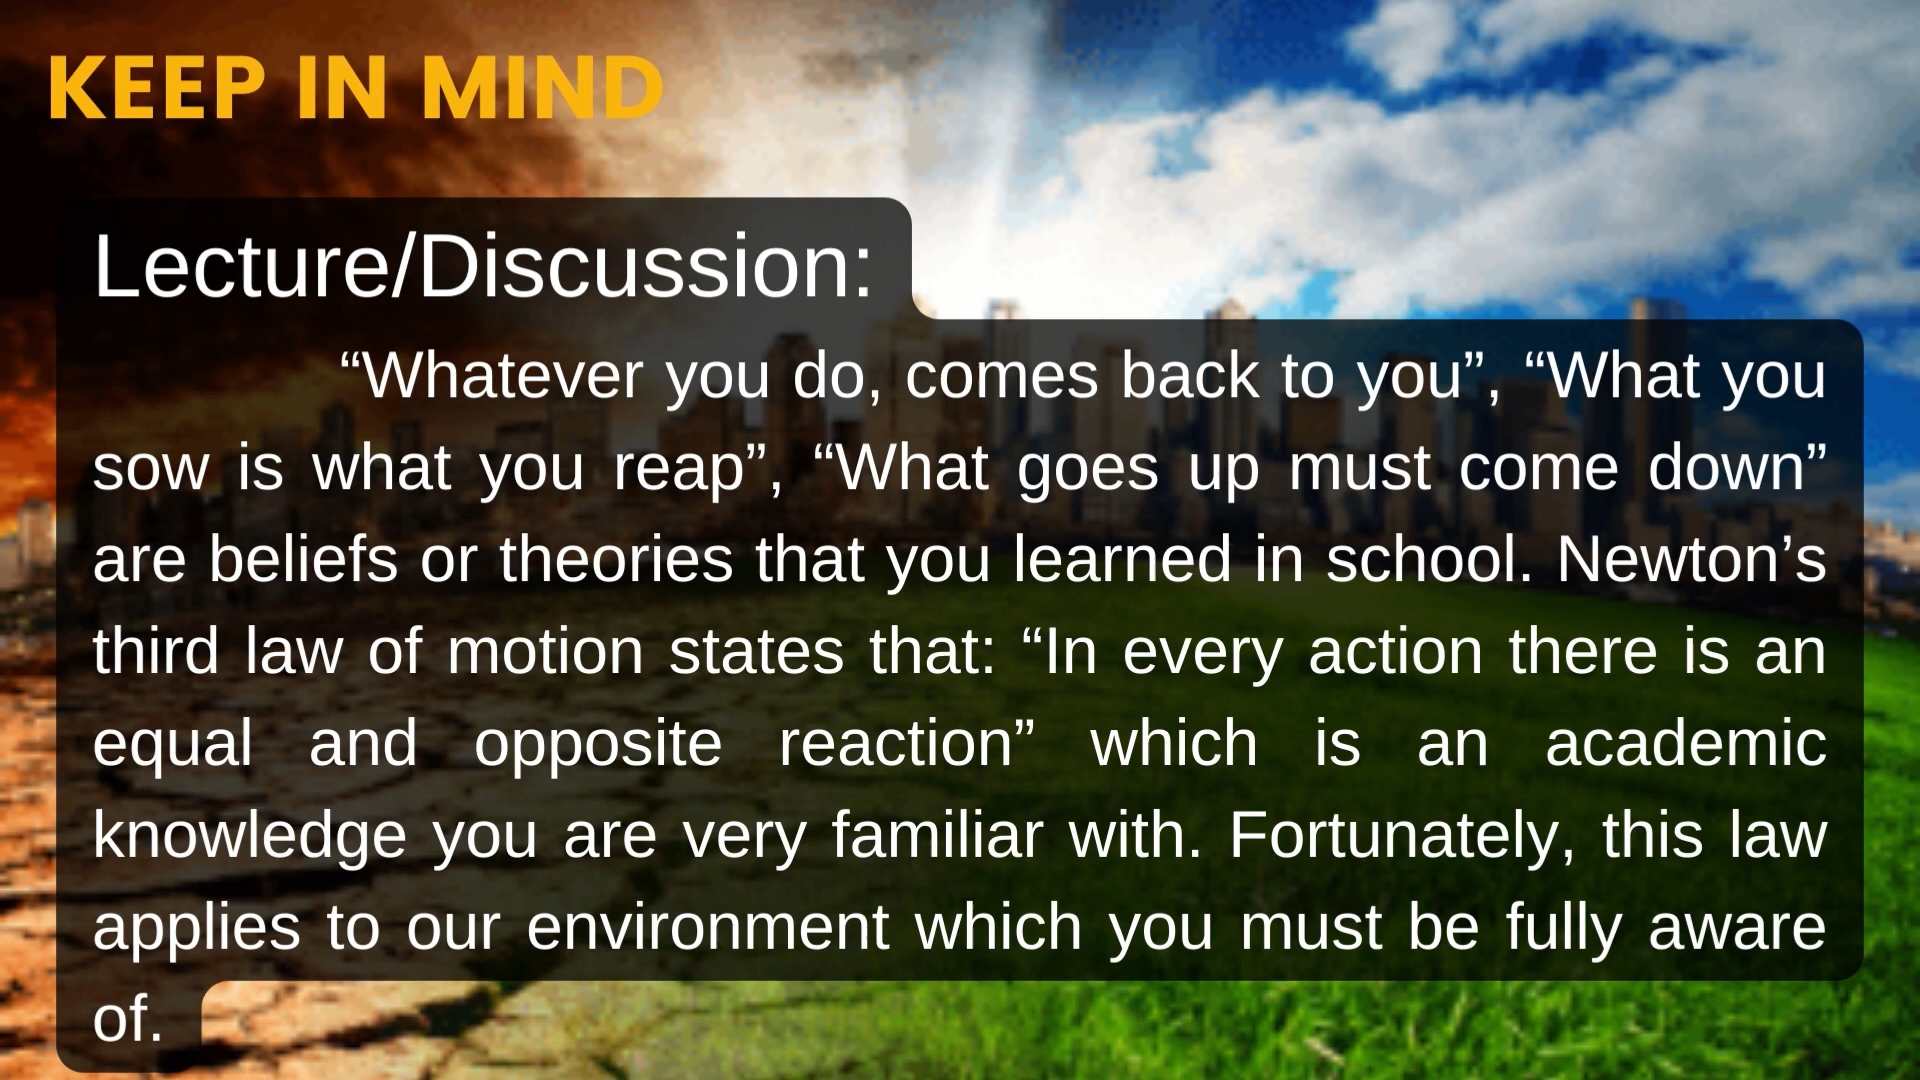 KEEP IN MIND
Lecture/Discussion:
“Whatever you do, comes back to you”, “What you
sow is what you reap”, “What goes up must come down”
are beliefs or theories that you learned in school. Newton’s
third law of motion states that: “In every action there is an
equal and opposite reaction” which is an academic
knowledge you are very familiar with. Fortunately, this law
applies to our environment which you must be fully aware
of.